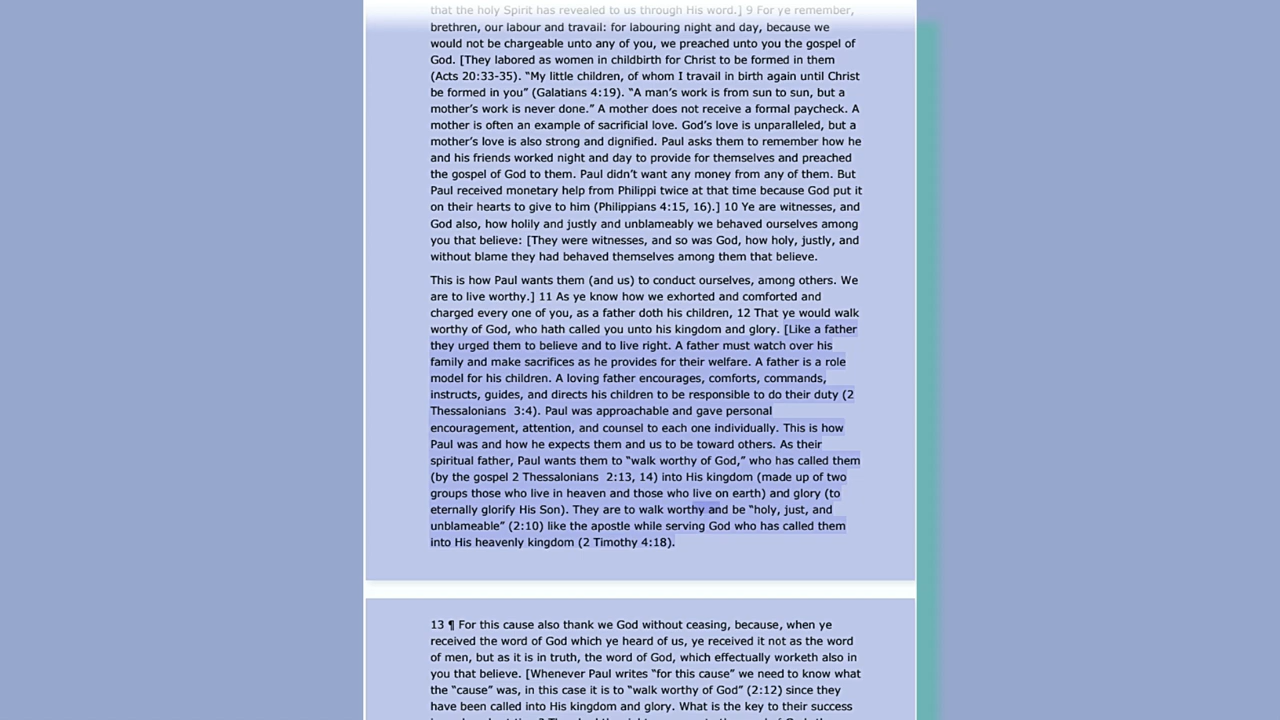 that the holy Spirit has revealed to us through His word.] 9 For ye remember,
brethren, our labour and travail: for labouring night and day, because we
would not be chargeable unto any of you, we preached unto you the gospel of
God. [They labored as women in childbirth for Christ to be formed in them
(Acts 20:33-35). “My little children, of whom I travail in birth again until Christ
be formed in you” (Galatians 4:19). “A man’s work is from sun to sun, but a
mother’s work is never done.” A mother does not receive a formal paycheck. A
mother is often an example of sacrificial love. God’s love is unparalleled, but a
mother’s love is also strong and dignified. Paul asks them to remember how he
and his friends worked night and day to provide for themselves and preached
the gospel of God to them. Paul didn’t want any money from any of them. But
Paul received monetary help from Philippi twice at that time because God put it
on their hearts to give to him (Philippians 4:15, 16).] 10 Ye are witnesses, and
God also, how holily and justly and unblameably we behaved ourselves among
you that believe: [They were witnesses, and so was God, how holy, justly, and
without blame they had behaved themselves among them that believe.
This is how Paul wants them (and us) to conduct ourselves, among others. We
are to live worthy.] 11 As ye know how we exhorted and comforted and
charged every one of you, as a father doth his children, 12 That ye would walk
worthy of God, who hath called you unto his kingdom and glory. [Like a father
they urged them to believe and to live right. A father must watch over his
family and make sacrifices as he provides for their welfare. A father is a role
model for his children. A loving father encourages, comforts, commands,
instructs, guides, and directs his children to be responsible to do their duty (2
Thessalonians 3:4). Paul was approachable and gave personal
encouragement, attention, and counsel to each one individually. This is how
Paul was and how he expects them and us to be toward others. As their
spiritual father, Paul wants them to “walk worthy of God,” who has called them
(by the gospel 2 Thessalonians 2:13, 14) into His kingdom (made up of two
groups those who live in heaven and those who live on earth) and glory (to
eternally glorify His Son). They are to walk worthy and be “holy, just, and
unblameable” (2:10) like the apostle while serving God who has called them
into His heavenly kingdom (2 Timothy 4:18).
13 ¶ For this cause also thank we God without ceasing, because, when ye
received the word of God which ye heard of us, ye received it not as the word
of men, but as it is in truth, the word of God, which effectually worketh also in
you that believe. [Whenever Paul writes “for this cause” we need to know what
the “cause” was, in this case it is to “walk worthy of God” (2:12) since they
have been called into His kingdom and glory. What is the key to their success